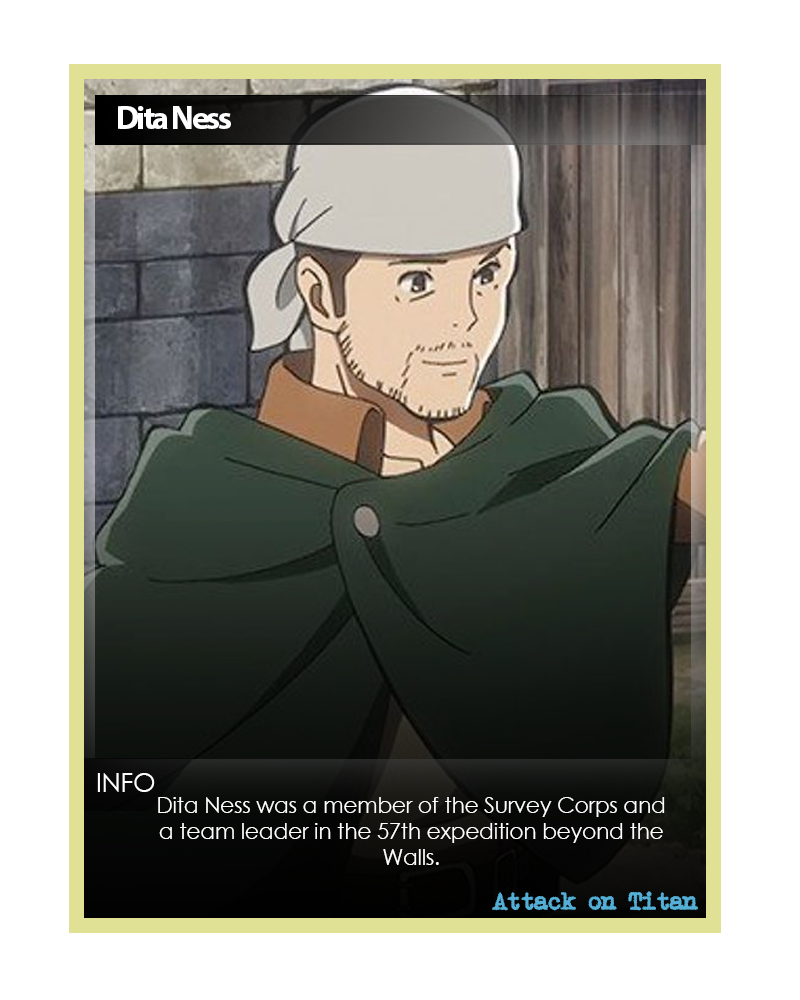 Dita Ness
INFO
Dita Ness was a member of the Survey Corps and
a team leader in the 57th expedition beyond the
Walls.
Attack on Titan